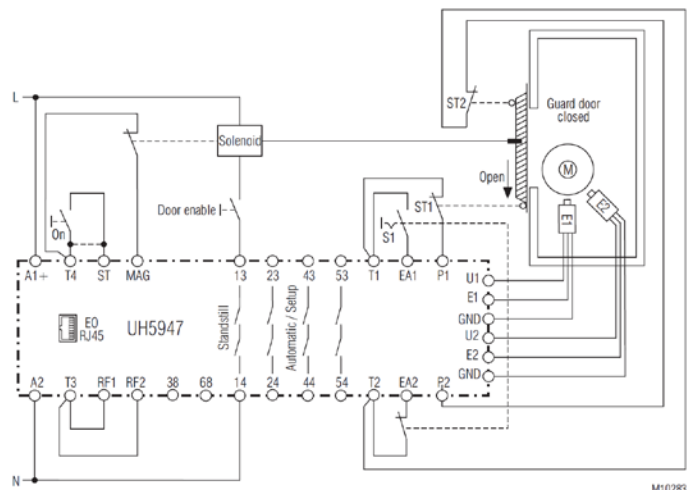 ST2
Guard door
closed
L
Solenoid
M
Open
Door enable
On
ST1
S1
E1
E2
A1+ T4 ST MAG 13 23 43 53 T1 EA1 P1
U1
E1
EO
RJ45
UH5947
Standstill
Automatic / Setup
GND
U2
E2
GND
A2 T3 RF1 RF2 38 68 14 24 44 54 T2 EA2 P2
N
M10283